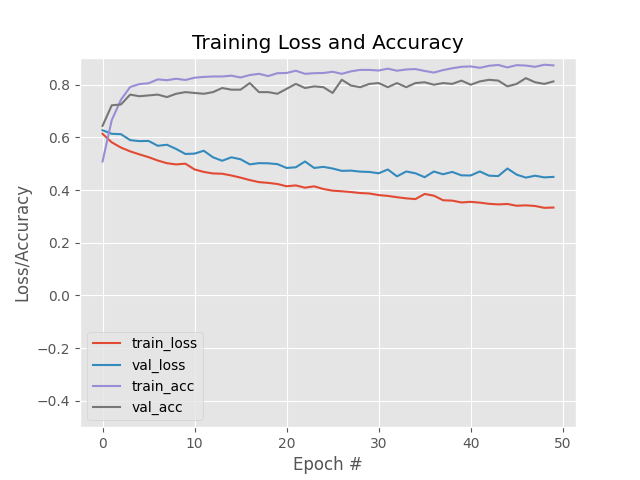 Training Loss and Accuracy
Loss/Accuracy
0.8
0.6
0.4
0.2
0.0
−0.2
−0.4
train_loss
val_loss
train_acc
val_acc
0 10 20 30 40 50
Epoch #